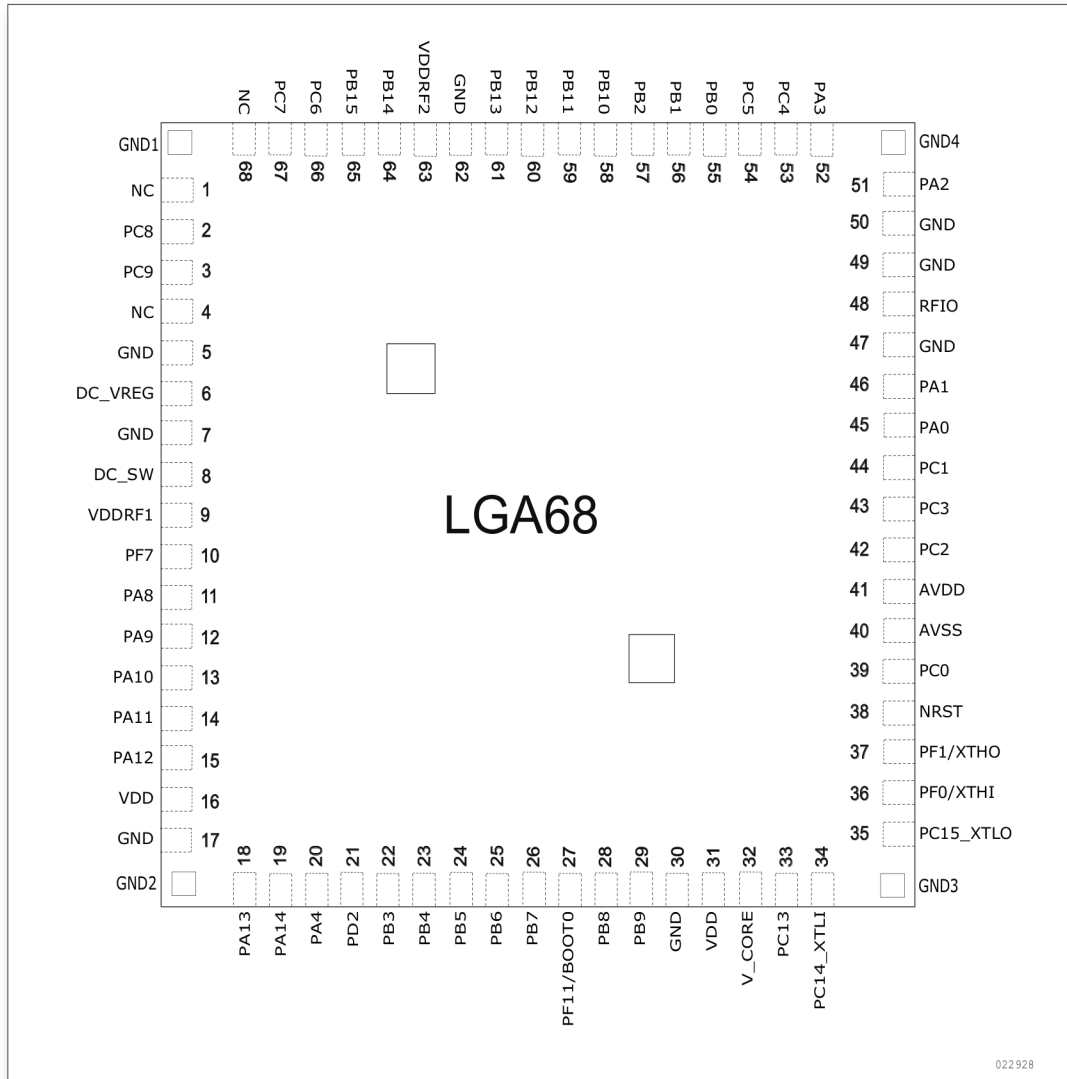 NC PC7 PC6 PB15 PB14 VDDRF2 GND PB13 PB12 PB11 PB10 PB2 PB1 PB0 PC5 PC4 PA3
68 67 66 65 64 63 62 61 60 59 58 57 56 55 54 53 52
GND1
GND4
NC 1
PC8 2
PC9 3
NC 4
GND 5
DC_VREG 6
GND 7
DC_SW 8
VDDRF1 9
PF7 10
PA8 11
PA9 12
PA10 13
PA11 14
PA12 15
VDD 16
GND 17
GND2
51 PA2
50 GND
49 GND
48 RFIO
47 GND
46 PA1
45 PA0
44 PC1
43 PC3
42 PC2
41 AVDD
40 AVSS
39 PC0
38 NRST
37 PF1/XTHO
36 PF0/XTHI
35 PC15_XTLO
GND3
LGA68
18 19 20 21 22 23 24 25 26 27 28 29 30 31 32 33 34
PA13 PA14 PA4 PD2 PB3 PB4 PB5 PB6 PB7 PF11/BOOT0 PB8 PB9 GND VDD V_CORE PC13 PC14_XTLI
022928